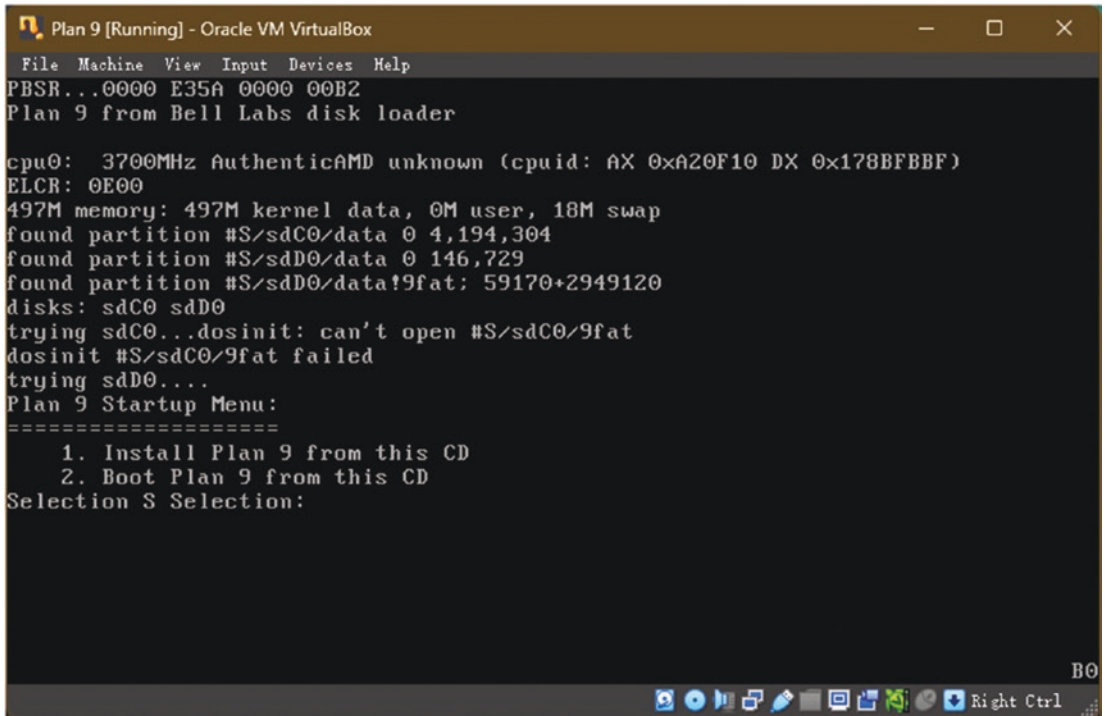 Plan 9 [Running] - Oracle VM VirtualBox
File Machine View Input Devices Help
PBSR...0000 E35A 0000 00B2
Plan 9 from Bell Labs disk loader
cpu0:  3700MHz AuthenticAMD unknown (cpuid: AX 0xA20F10 DX 0x178BFBBF)
ELCR: 0E00
497M memory: 497M kernel data, 0M user, 18M swap
found partition #S/sdC0/data 0 4,194,304
found partition #S/sdD0/data 0 146,729
found partition #S/sdD0/data!9fat; 59170+2949120
disks: sdC0 sdD0
trying sdC0...dosinit: can't open #S/sdC0/9fat
dosinit #S/sdC0/9fat failed
trying sdD0....
Plan 9 Startup Menu:
====================
    1. Install Plan 9 from this CD
    2. Boot Plan 9 from this CD
Selection S Selection:
B0
Right Ctrl